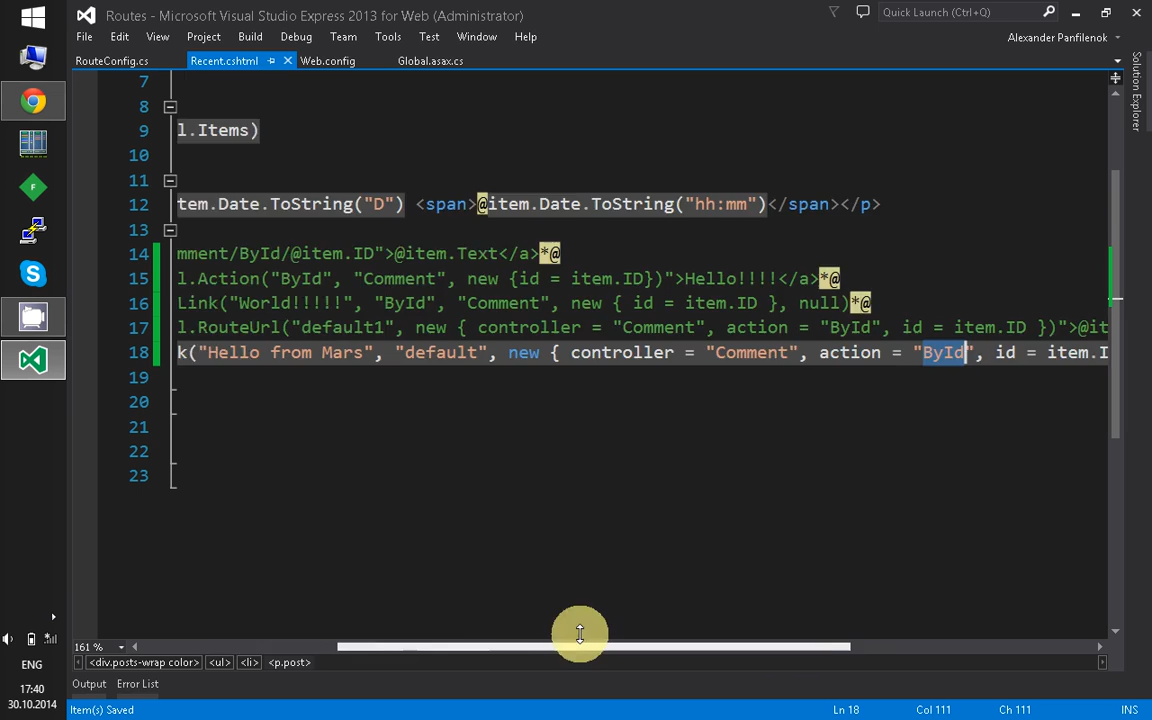 Routes - Microsoft Visual Studio Express 2013 for Web (Administrator)
Quick Launch (Ctrl+Q)
File Edit View Project Build Debug Team Tools Test Window Help
Alexander Panfilenok
RouteConfig.cs Recent.cshtml Web.config Global.asax.cs
Solution Explorer
7
8
9 l.Items)
10
11
12 tem.Date.ToString("D") <span>@item.Date.ToString("hh:mm")</span></p>
13
14 mment/ById/@item.ID">@item.Text</a>*@
15 l.Action("ById", "Comment", new {id = item.ID})">Hello!!!!</a>*@
16 Link("World!!!!!", "ById", "Comment", new { id = item.ID }, null)*@
17 l.RouteUrl("default1", new { controller = "Comment", action = "ById", id = item.ID })">@it
18 k("Hello from Mars", "default", new { controller = "Comment", action = "ById", id = item.I
19
20
21
22
23
161 %
<div.posts-wrap color> <ul> <li> <p.post>
Output Error List
Item(s) Saved Ln 18 Col 111 Ch 111 INS
F
S
ENG
17:40
30.10.2014